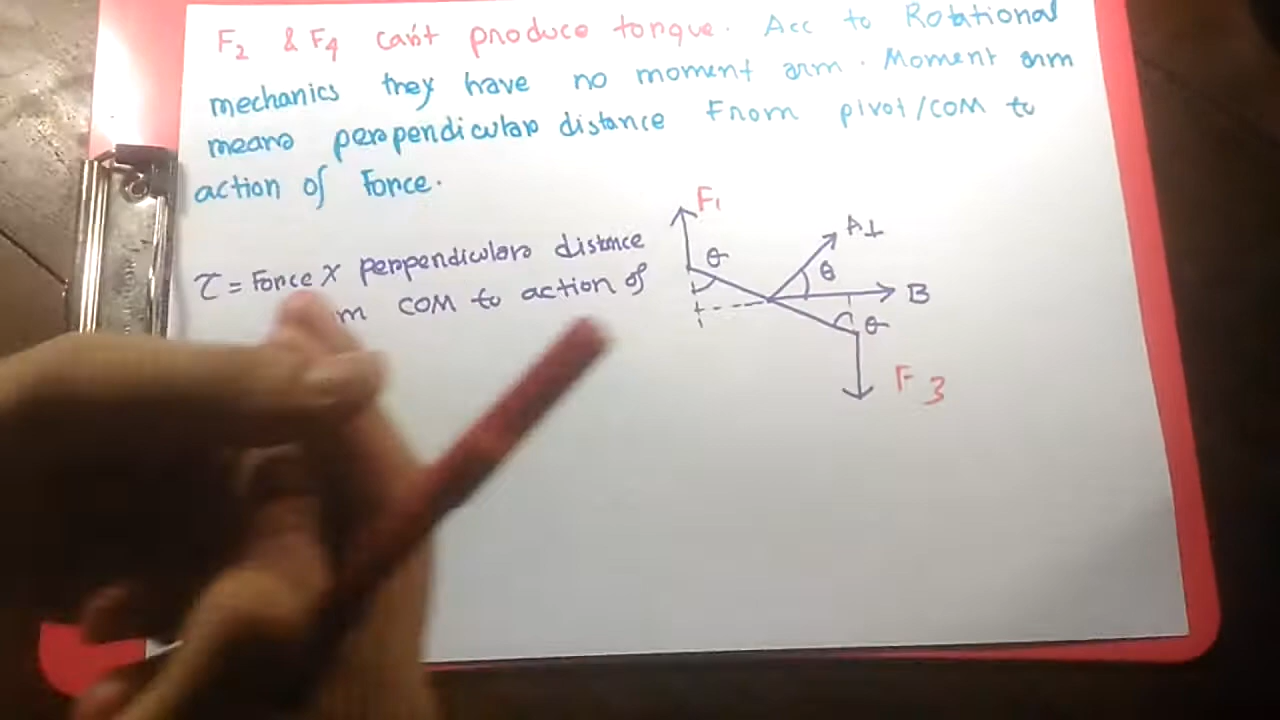 F2 & F4 can't produce torque. Acc to Rotational
mechanics they have no moment arm. Moment arm
means perpendicular distance From pivot/COM to
action of Force.
τ = Force X perpendicular distance
m COM to action of
F1
θ
A⊥
θ
B
θ
F3